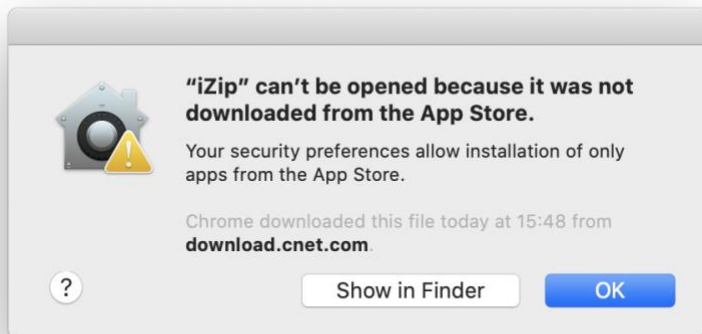 “iZip” can’t be opened because it was not
downloaded from the App Store.
Your security preferences allow installation of only
apps from the App Store.
Chrome downloaded this file today at 15:48 from
download.cnet.com.
?
Show in Finder
OK